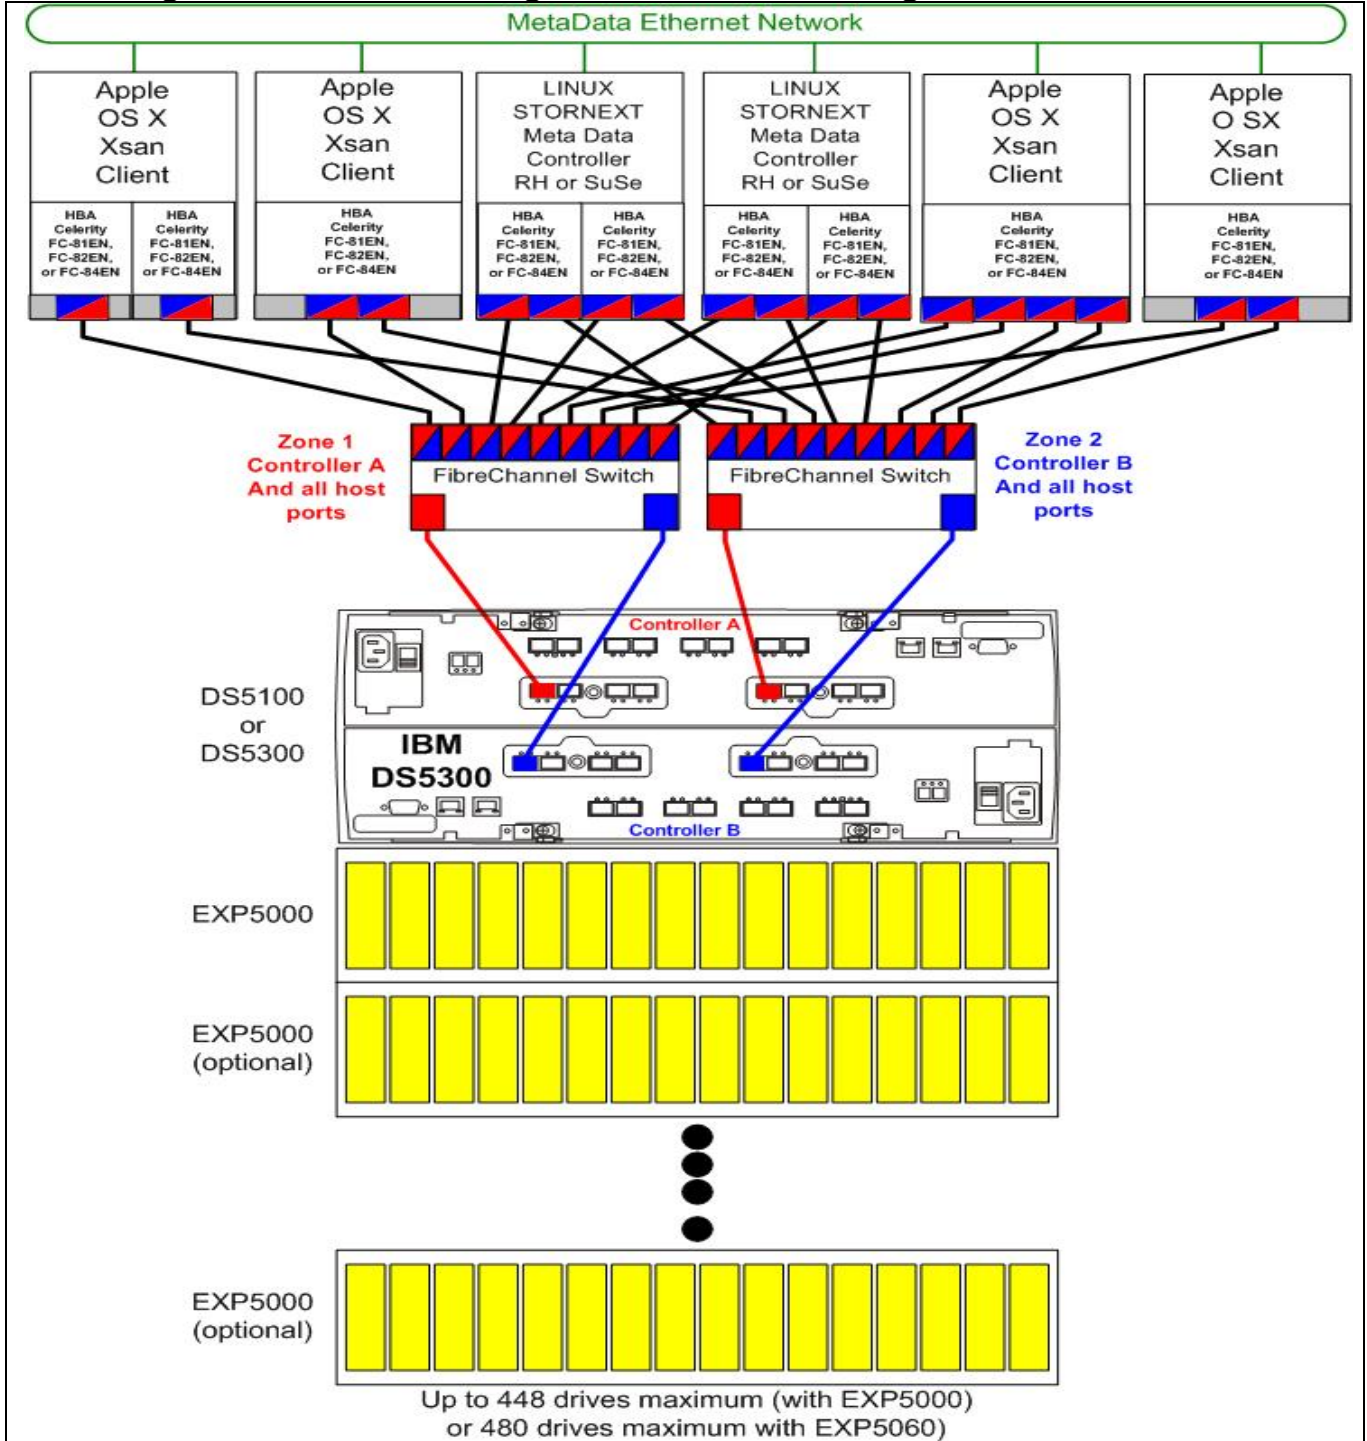 MetaData Ethernet Network
Apple
OS X
Xsan
Client
Apple
OS X
Xsan
Client
LINUX
STORNEXT
Meta Data
Controller
RH or SuSe
LINUX
STORNEXT
Meta Data
Controller
RH or SuSe
Apple
OS X
Xsan
Client
Apple
O SX
Xsan
Client
HBA
Celerity
FC-81EN,
FC-82EN,
or FC-84EN
HBA
Celerity
FC-81EN,
FC-82EN,
or FC-84EN
HBA
Celerity
FC-81EN,
FC-82EN,
or FC-84EN
HBA
Celerity
FC-81EN,
FC-82EN,
or FC-84EN
HBA
Celerity
FC-81EN,
FC-82EN,
or FC-84EN
HBA
Celerity
FC-81EN,
FC-82EN,
or FC-84EN
HBA
Celerity
FC-81EN,
FC-82EN,
or FC-84EN
HBA
Celerity
FC-81EN,
FC-82EN,
or FC-84EN
HBA
Celerity
FC-81EN,
FC-82EN,
or FC-84EN
Zone 1
Controller A
And all host
ports
FibreChannel Switch
FibreChannel Switch
Zone 2
Controller B
And all host
ports
Controller A
DS5100
or
DS5300
IBM
DS5300
Controller B
EXP5000
EXP5000
(optional)
EXP5000
(optional)
Up to 448 drives maximum (with EXP5000)
or 480 drives maximum with EXP5060)